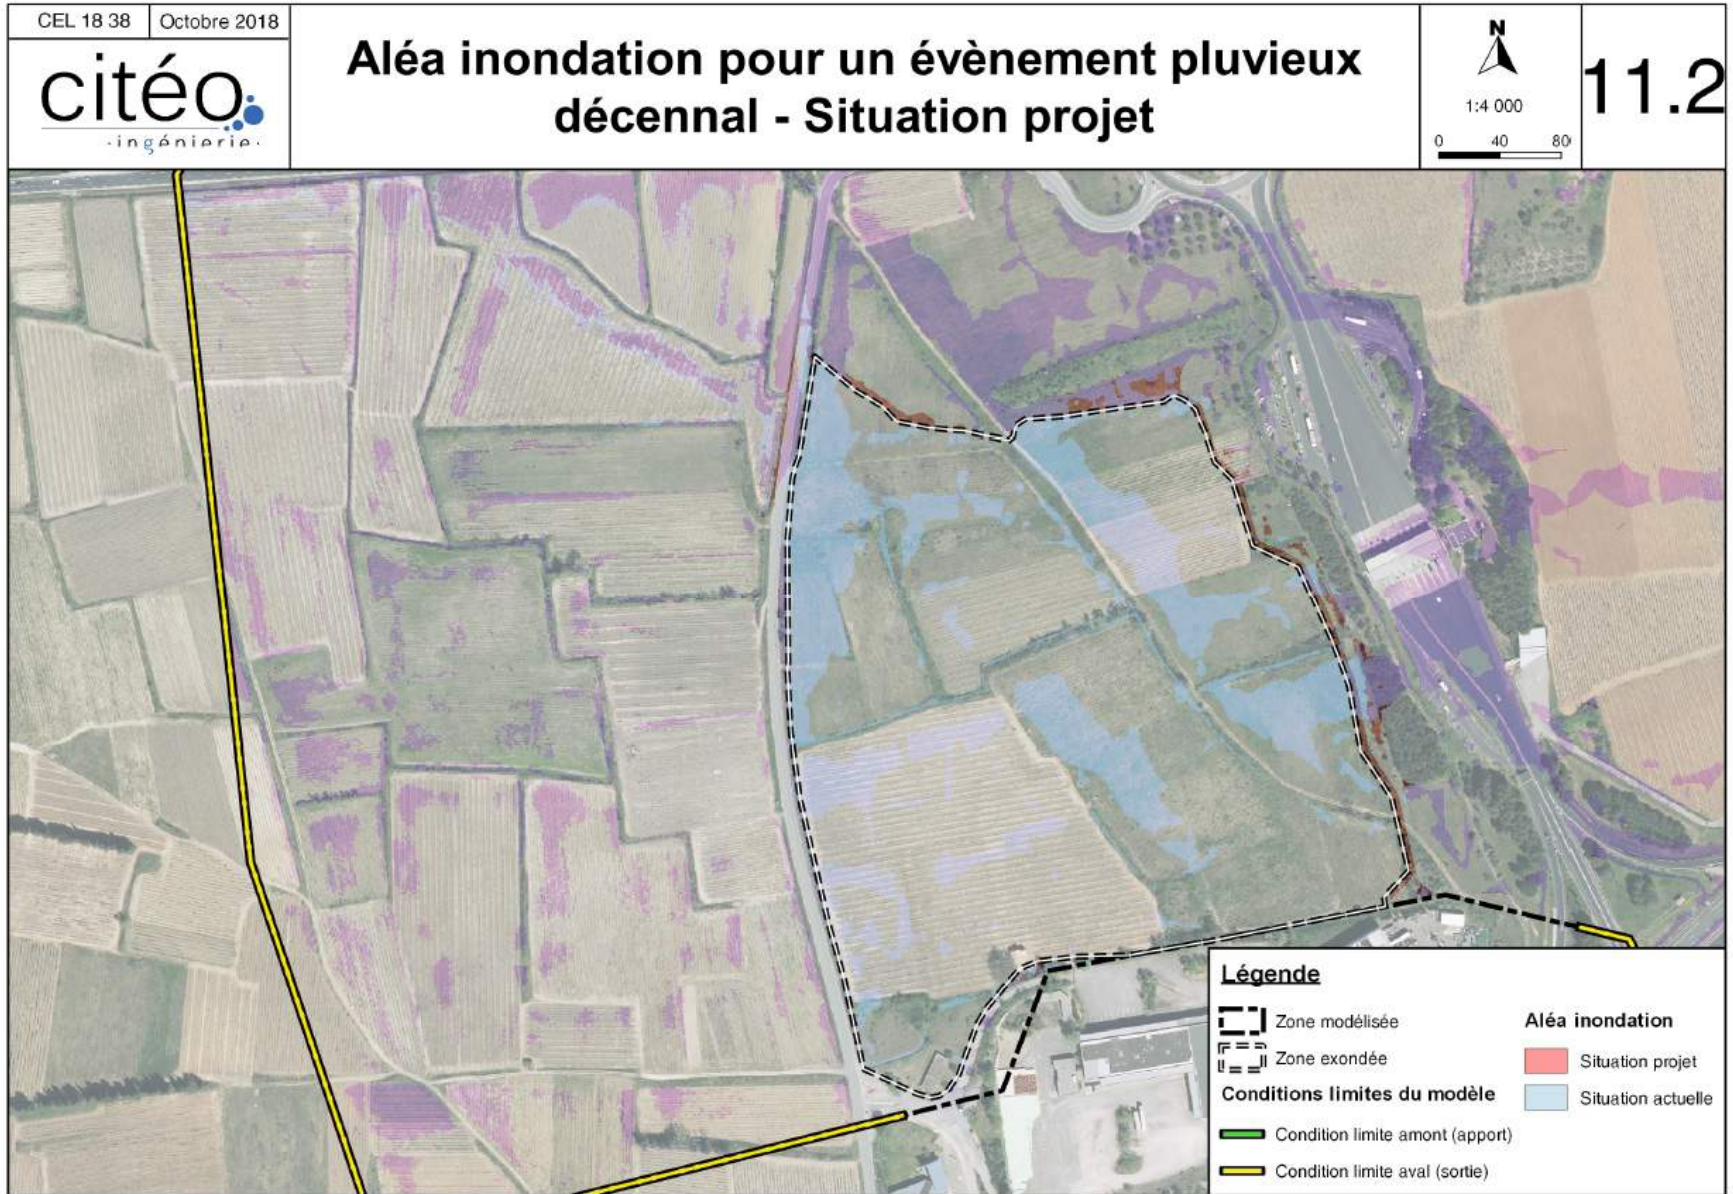 CEL 18 38
Octobre 2018
citéo
·ingénierie·
Aléa inondation pour un évènement pluvieux
décennal - Situation projet
N
1:4 000
0 40 80
11.2
Légende
Zone modélisée
Zone exondée
Conditions limites du modèle
Condition limite amont (apport)
Condition limite aval (sortie)
Aléa inondation
Situation projet
Situation actuelle